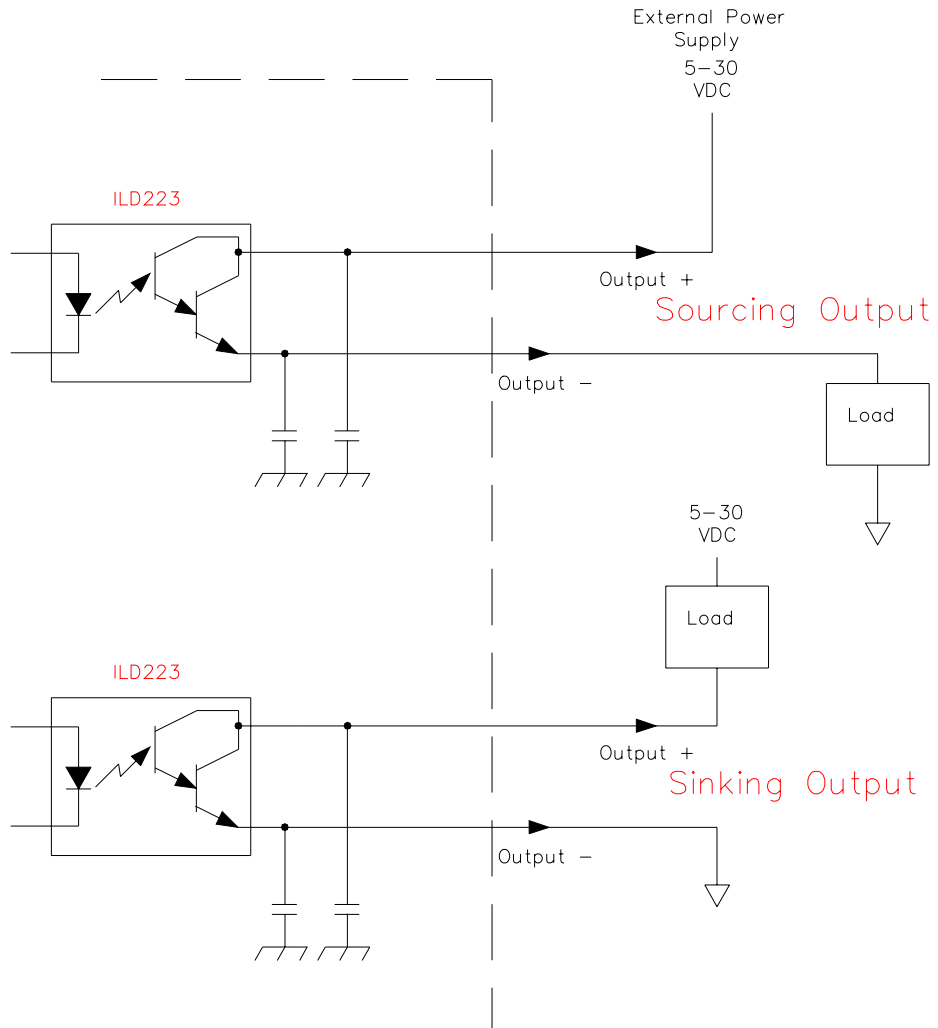 External Power
Supply
5-30
VDC
ILD223
Output +
Sourcing Output
Output -
Load
5-30
VDC
Load
ILD223
Output +
Sinking Output
Output -